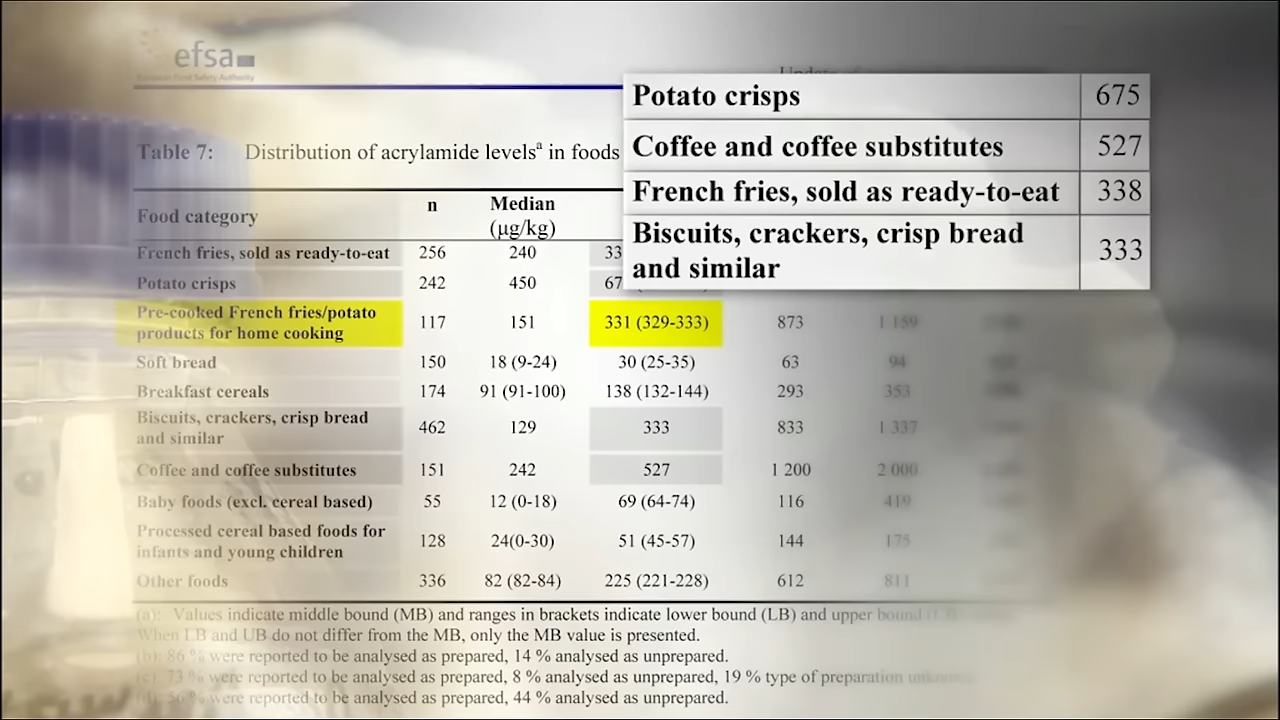 efsa
European Food Safety Authority
Potato crisps 675
Coffee and coffee substitutes 527
French fries, sold as ready-to-eat 338
Biscuits, crackers, crisp bread
and similar 333
Table 7: Distribution of acrylamide levelsᵃ in foods
Food category n Median
(µg/kg)
French fries, sold as ready-to-eat 256 240 33
Potato crisps 242 450 67
Pre-cooked French fries/potato
products for home cooking 117 151 331 (329-333) 873 1 159
Soft bread 150 18 (9-24) 30 (25-35) 63 94
Breakfast cereals 174 91 (91-100) 138 (132-144) 293 353
Biscuits, crackers, crisp bread
and similar 462 129 333 833 1 337
Coffee and coffee substitutes 151 242 527 1 200 2 000
Baby foods (excl. cereal based) 55 12 (0-18) 69 (64-74) 116 419
Processed cereal based foods for
infants and young children 128 24(0-30) 51 (45-57) 144 175
Other foods 336 82 (82-84) 225 (221-228) 612 811
(a): Values indicate middle bound (MB) and ranges in brackets indicate lower bound (LB) and upper bound
When LB and UB do not differ from the MB, only the MB value is presented.
(b): 86 % were reported to be analysed as prepared, 14 % analysed as unprepared.
(c): 73 % were reported to be analysed as prepared, 8 % analysed as unprepared, 19 % type of preparation
(d): 56 % were reported to be analysed as prepared, 44 % analysed as unprepared.